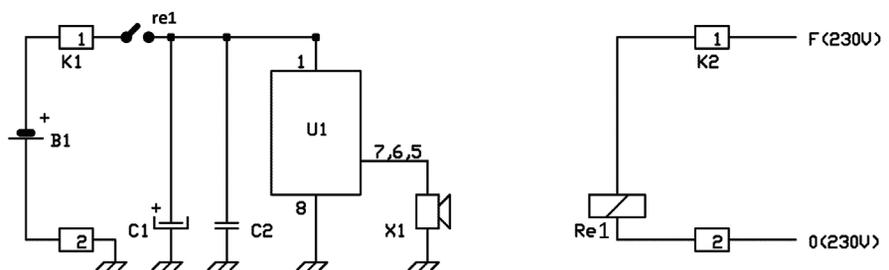 re1
1
K1
+
B1
2
1
U1
7,6,5
8
+
C1
C2
X1
1
K2
F(230V)
Re1
2
0(230V)